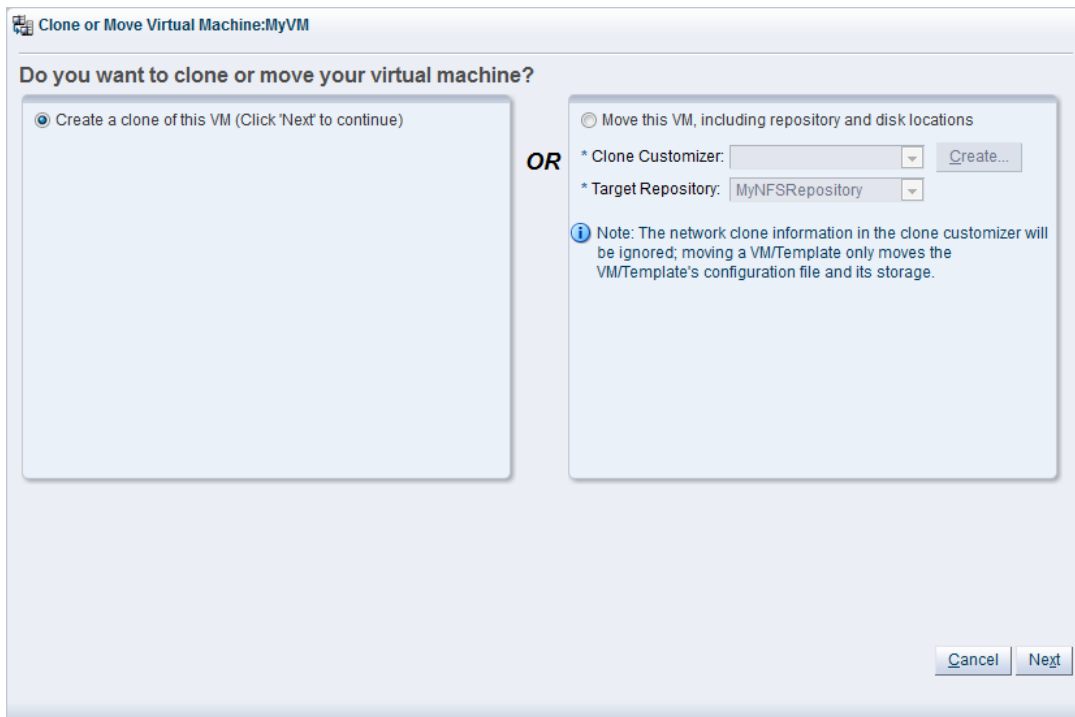 Clone or Move Virtual Machine:MyVM
Do you want to clone or move your virtual machine?
Create a clone of this VM (Click 'Next' to continue)
OR
Move this VM, including repository and disk locations
* Clone Customizer:
Create...
* Target Repository: MyNFSRepository
Note: The network clone information in the clone customizer will
be ignored; moving a VM/Template only moves the
VM/Template's configuration file and its storage.
Cancel
Next